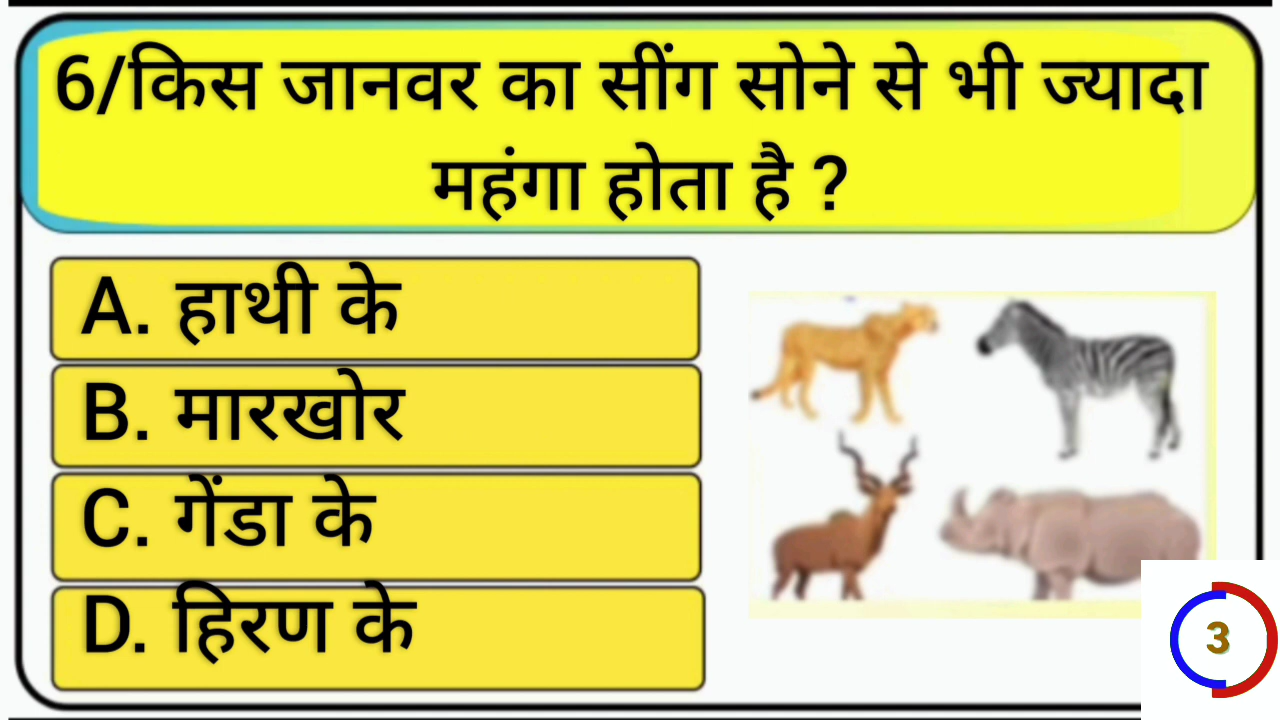 6/किस जानवर का सींग सोने से भी ज्यादा
महंगा होता है ?
A. हाथी के
B. मारखोर
C. गेंडा के
D. हिरण के
3